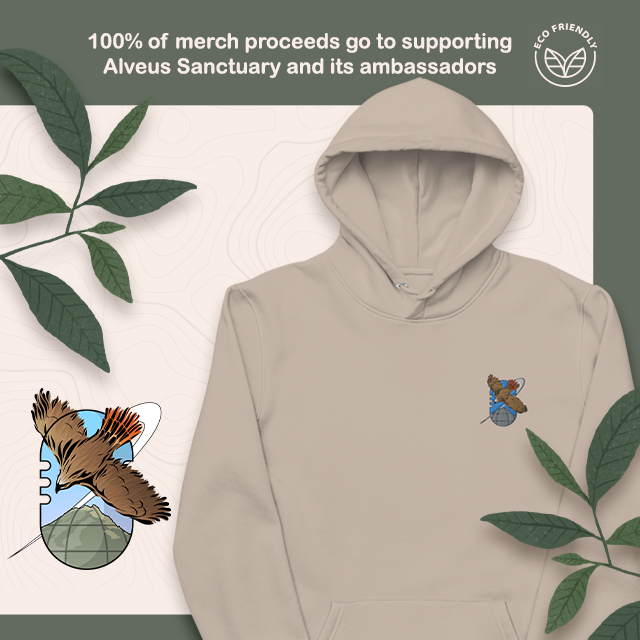 100% of merch proceeds go to supporting
Alveus Sanctuary and its ambassadors
ECO FRIENDLY